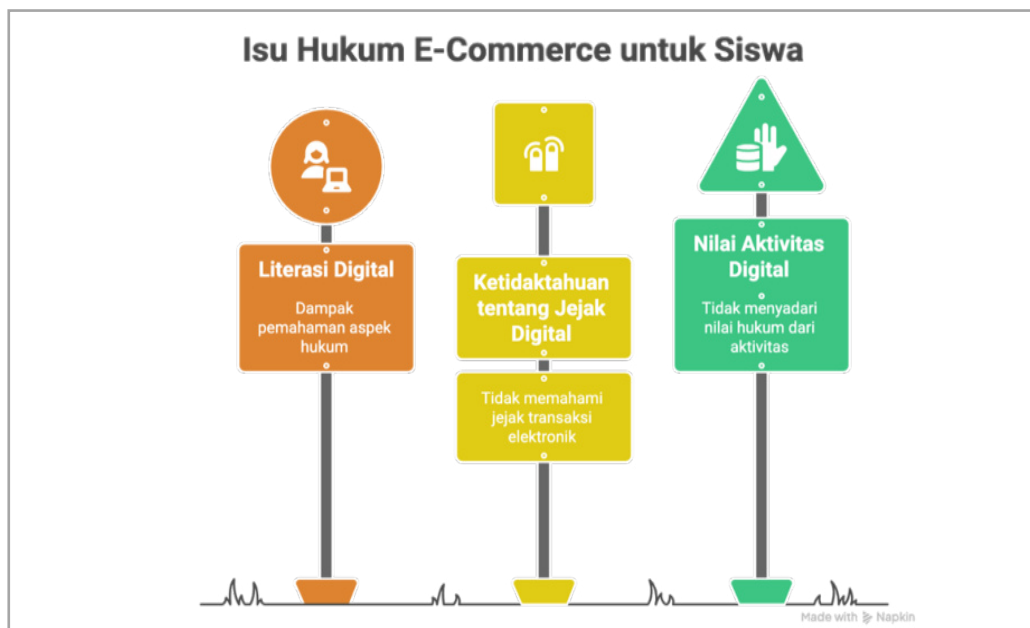 Isu Hukum E-Commerce untuk Siswa
Literasi Digital
Dampak
pemahaman aspek
hukum
Ketidaktahuan
tentang Jejak
Digital
Tidak memahami
jejak transaksi
elektronik
Nilai Aktivitas
Digital
Tidak menyadari
nilai hukum dari
aktivitas
Made with Napkin